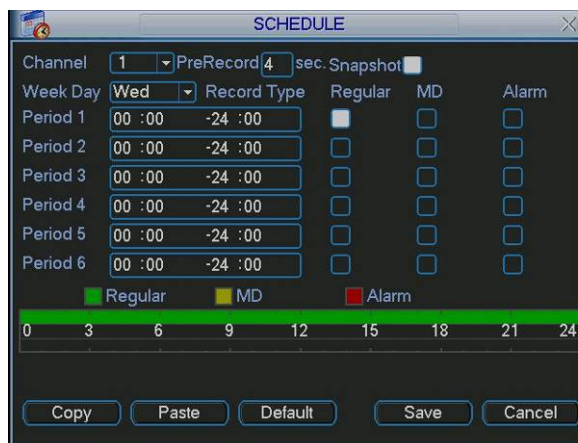 SCHEDULE
Channel 1 PreRecord 4 sec. Snapshot
Week Day Wed Record Type Regular MD Alarm
Period 1 00 :00 -24 :00
Period 2 00 :00 -24 :00
Period 3 00 :00 -24 :00
Period 4 00 :00 -24 :00
Period 5 00 :00 -24 :00
Period 6 00 :00 -24 :00
Regular MD Alarm
0 3 6 9 12 15 18 21 24
Copy Paste Default Save Cancel